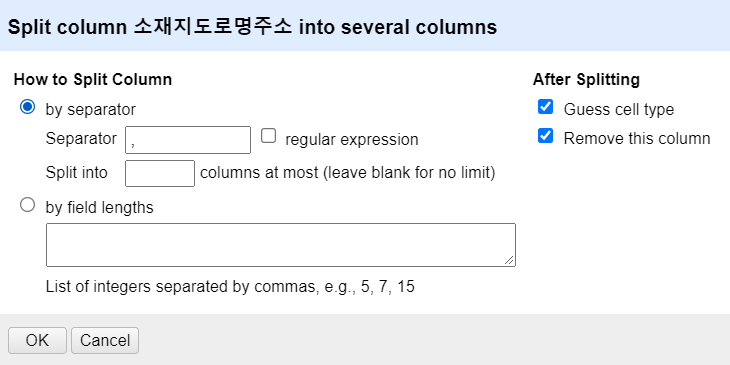 Split column 소재지도로명주소 into several columns
How to Split Column
by separator
Separator , regular expression
Split into columns at most (leave blank for no limit)
by field lengths
List of integers separated by commas, e.g., 5, 7, 15
After Splitting
Guess cell type
Remove this column
OK Cancel